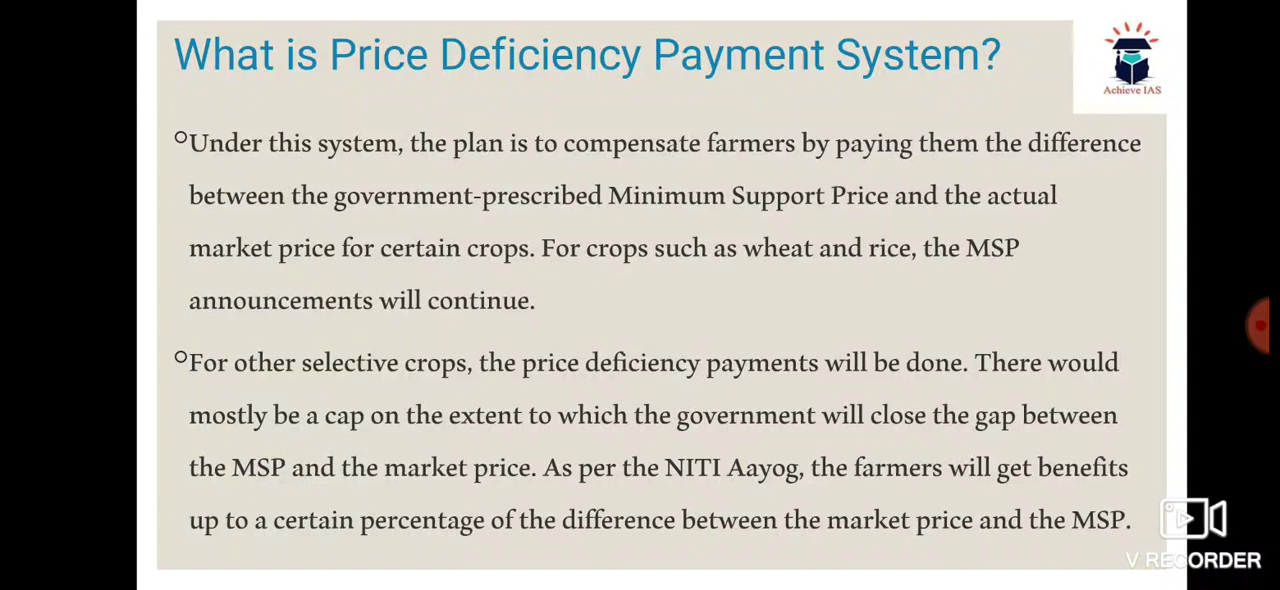 What is Price Deficiency Payment System?
Achieve IAS
Under this system, the plan is to compensate farmers by paying them the difference
between the government-prescribed Minimum Support Price and the actual
market price for certain crops. For crops such as wheat and rice, the MSP
announcements will continue.
For other selective crops, the price deficiency payments will be done. There would
mostly be a cap on the extent to which the government will close the gap between
the MSP and the market price. As per the NITI Aayog, the farmers will get benefits
up to a certain percentage of the difference between the market price and the MSP.
V RECORDER